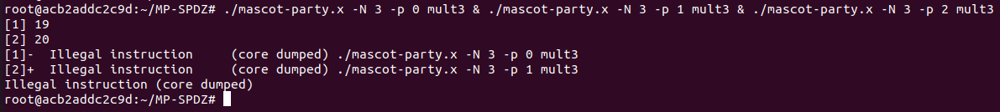 root@acb2addc2c9d:~/MP-SPDZ# ./mascot-party.x -N 3 -p 0 mult3 & ./mascot-party.x -N 3 -p 1 mult3 & ./mascot-party.x -N 3 -p 2 mult3
[1] 19
[2] 20
[1]-  Illegal instruction     (core dumped) ./mascot-party.x -N 3 -p 0 mult3
[2]+  Illegal instruction     (core dumped) ./mascot-party.x -N 3 -p 1 mult3
Illegal instruction (core dumped)
root@acb2addc2c9d:~/MP-SPDZ#